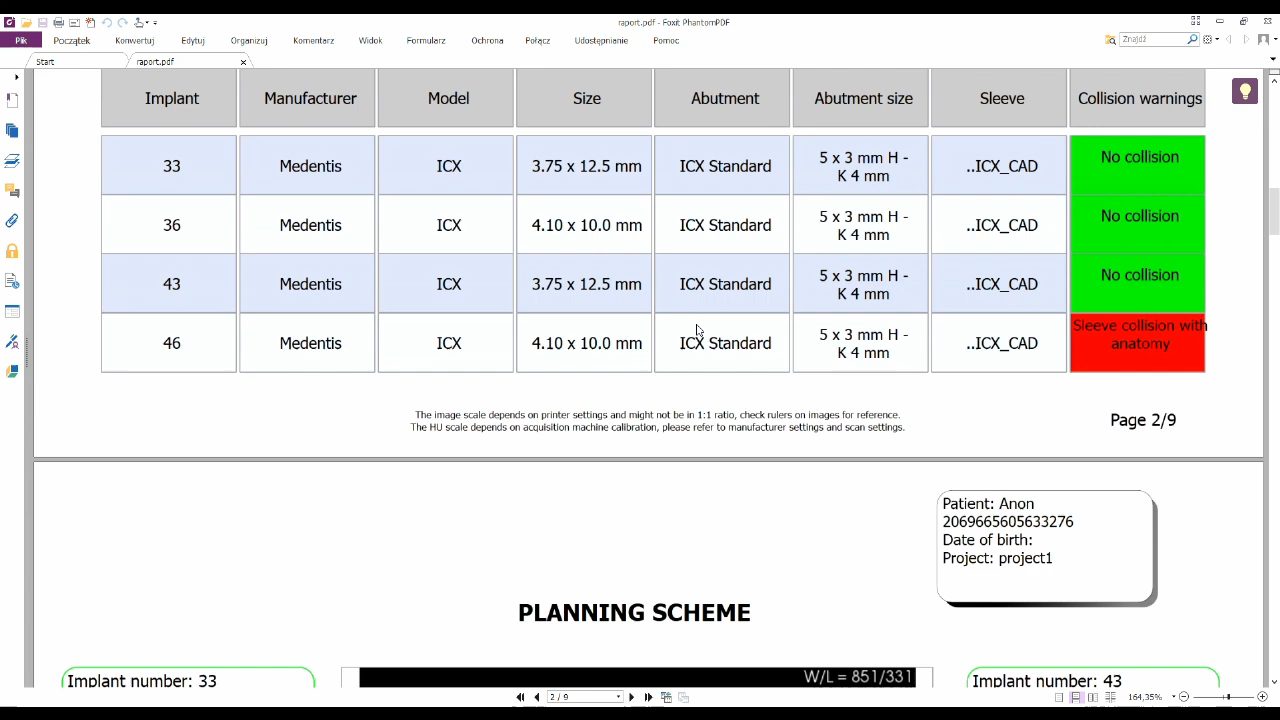 raport.pdf - Foxit PhantomPDF
Plik Początek Konwertuj Edytuj Organizuj Komentarz Widok Formularz Ochrona Połącz Udostępnianie Pomoc
Znajdź
Start raport.pdf
Implant Manufacturer Model Size Abutment Abutment size Sleeve Collision warnings
33 Medentis ICX 3.75 x 12.5 mm ICX Standard 5 x 3 mm H - K 4 mm ..ICX_CAD No collision
36 Medentis ICX 4.10 x 10.0 mm ICX Standard 5 x 3 mm H - K 4 mm ..ICX_CAD No collision
43 Medentis ICX 3.75 x 12.5 mm ICX Standard 5 x 3 mm H - K 4 mm ..ICX_CAD No collision
46 Medentis ICX 4.10 x 10.0 mm ICX Standard 5 x 3 mm H - K 4 mm ..ICX_CAD Sleeve collision with anatomy
The image scale depends on printer settings and might not be in 1:1 ratio, check rulers on images for reference.
The HU scale depends on acquisition machine calibration, please refer to manufacturer settings and scan settings.
Page 2/9
Patient: Anon
2069665605633276
Date of birth:
Project: project1
PLANNING SCHEME
Implant number: 33
W/L = 851/331
Implant number: 43
2 / 9
164,35%